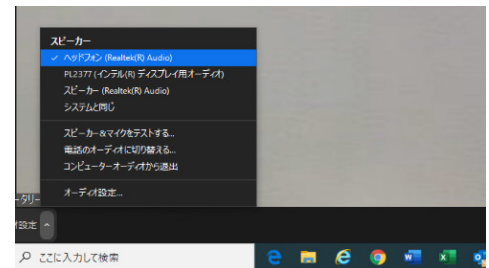 スピーカー
ヘッドフォン (Realtek(R) Audio)
PL2377 (インテル(R) ディスプレイ用オーディオ)
スピーカー (Realtek(R) Audio)
システムと同じ
スピーカー&マイクをテストする...
電話のオーディオに切り替える...
コンピューターオーディオから退出
オーディオ設定...
-タリー
設定
ここに入力して検索